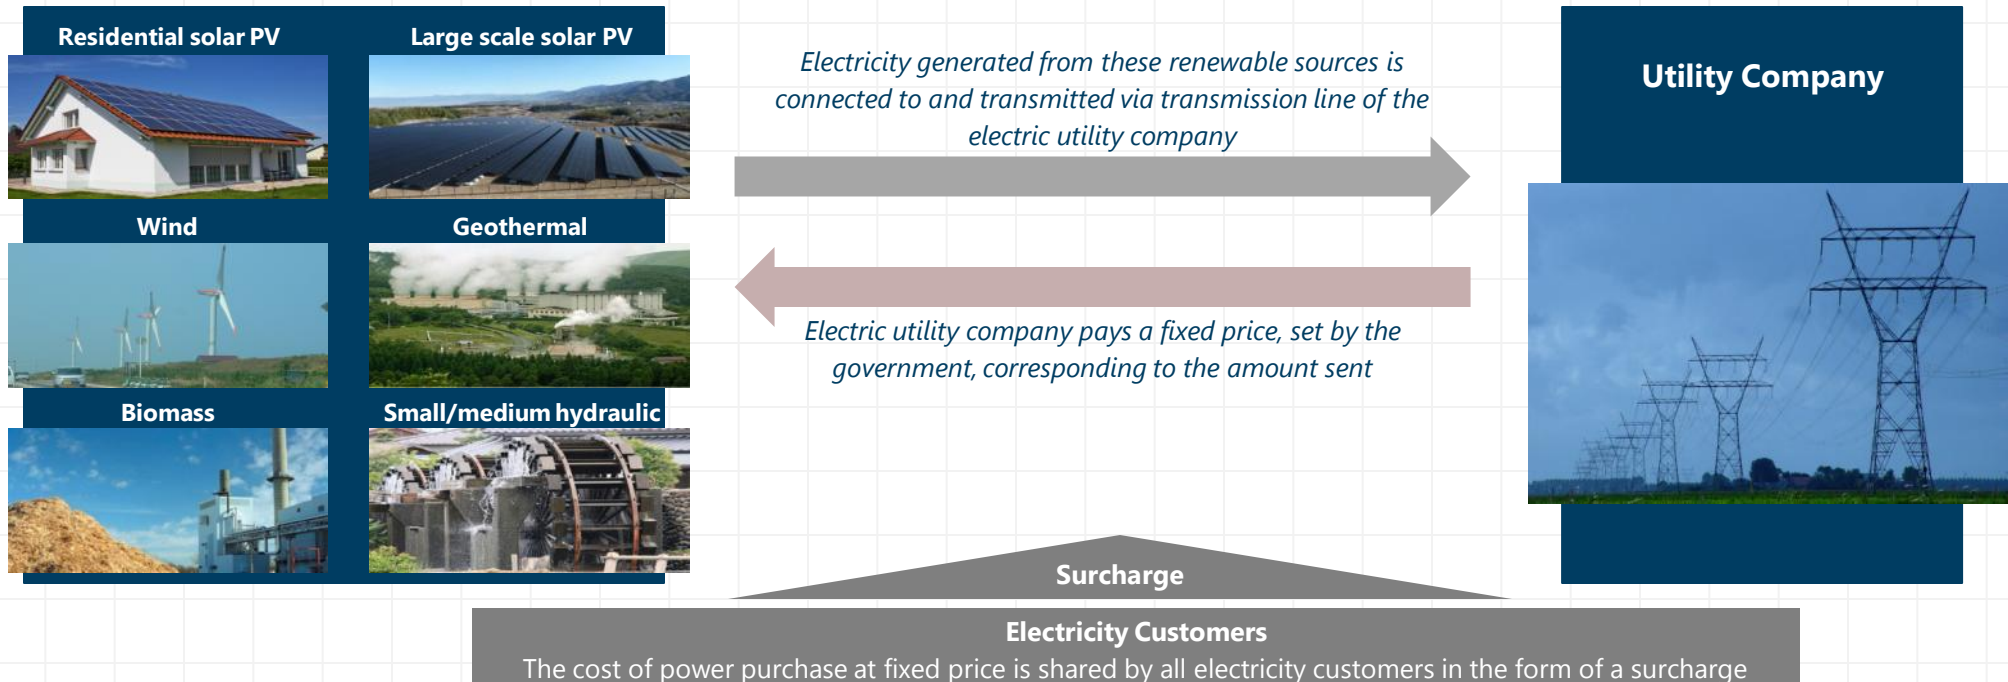 Residential solar PV
Large scale solar PV
Wind
Geothermal
Biomass
Small/medium hydraulic
Electricity generated from these renewable sources is
connected to and transmitted via transmission line of the
electric utility company
Electric utility company pays a fixed price, set by the
government, corresponding to the amount sent
Utility Company
Surcharge
Electricity Customers
The cost of power purchase at fixed price is shared by all electricity customers in the form of a surcharge